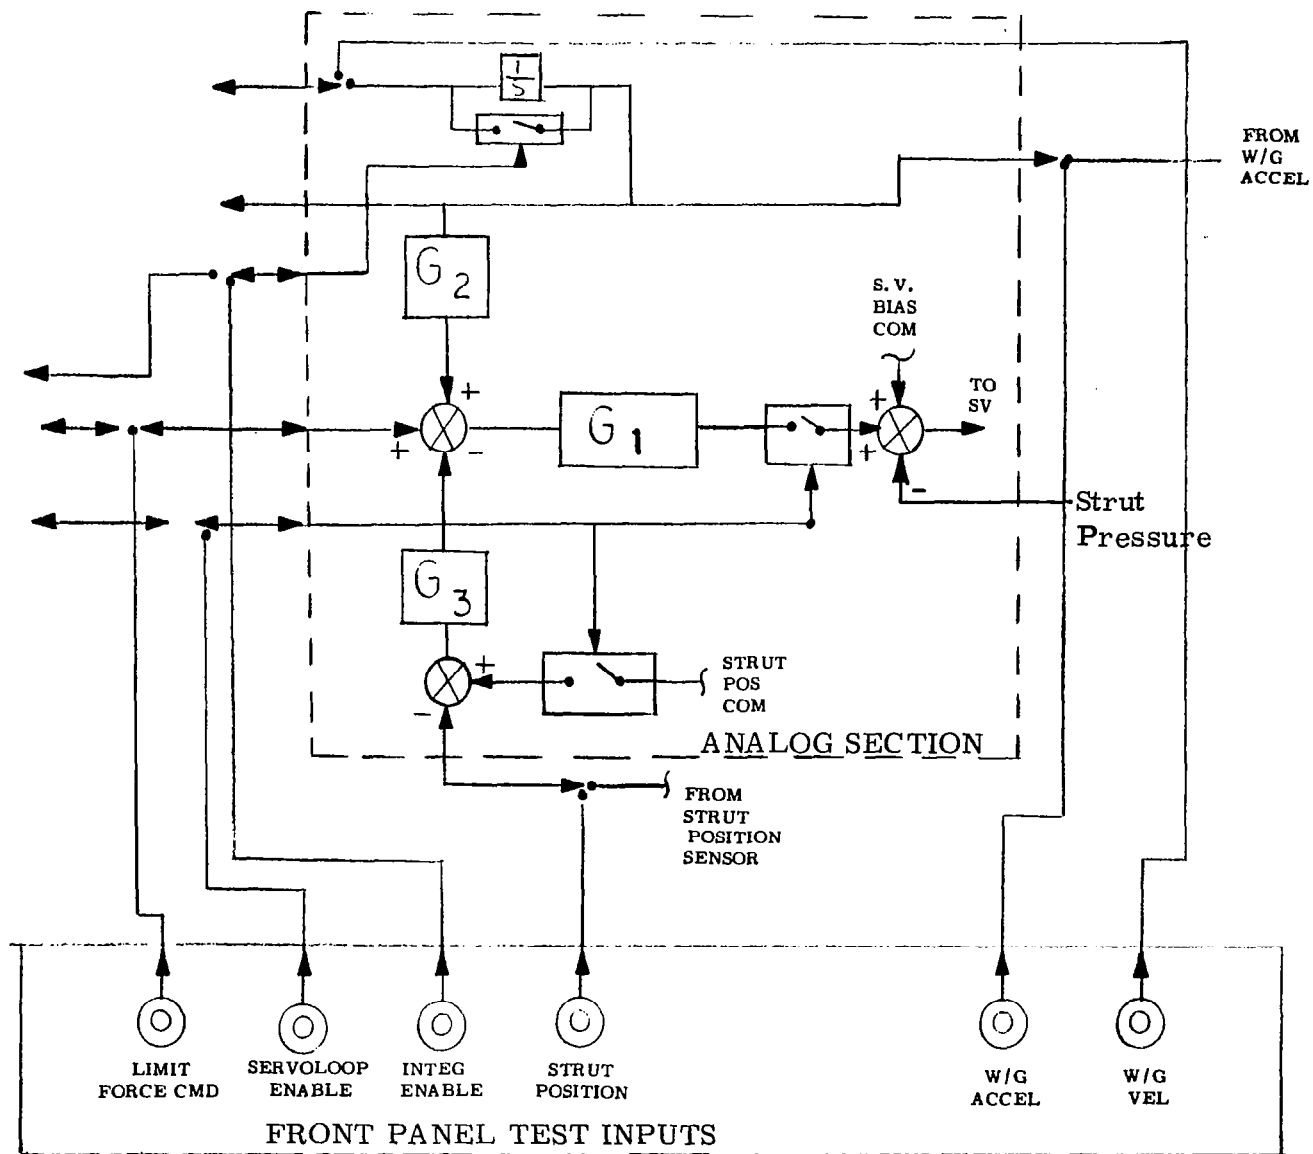 1
S
FROM
W/G
ACCEL
G2
S. V.
BIAS
COM
+
+
TO
SV
G1
+
-
+
-
Strut
Pressure
G3
+
-
STRUT
POS
COM
ANALOG SECTION
FROM
STRUT
POSITION
SENSOR
LIMIT
FORCE CMD
SERVOLOOP
ENABLE
INTEG
ENABLE
STRUT
POSITION
W/G
ACCEL
W/G
VEL
FRONT PANEL TEST INPUTS